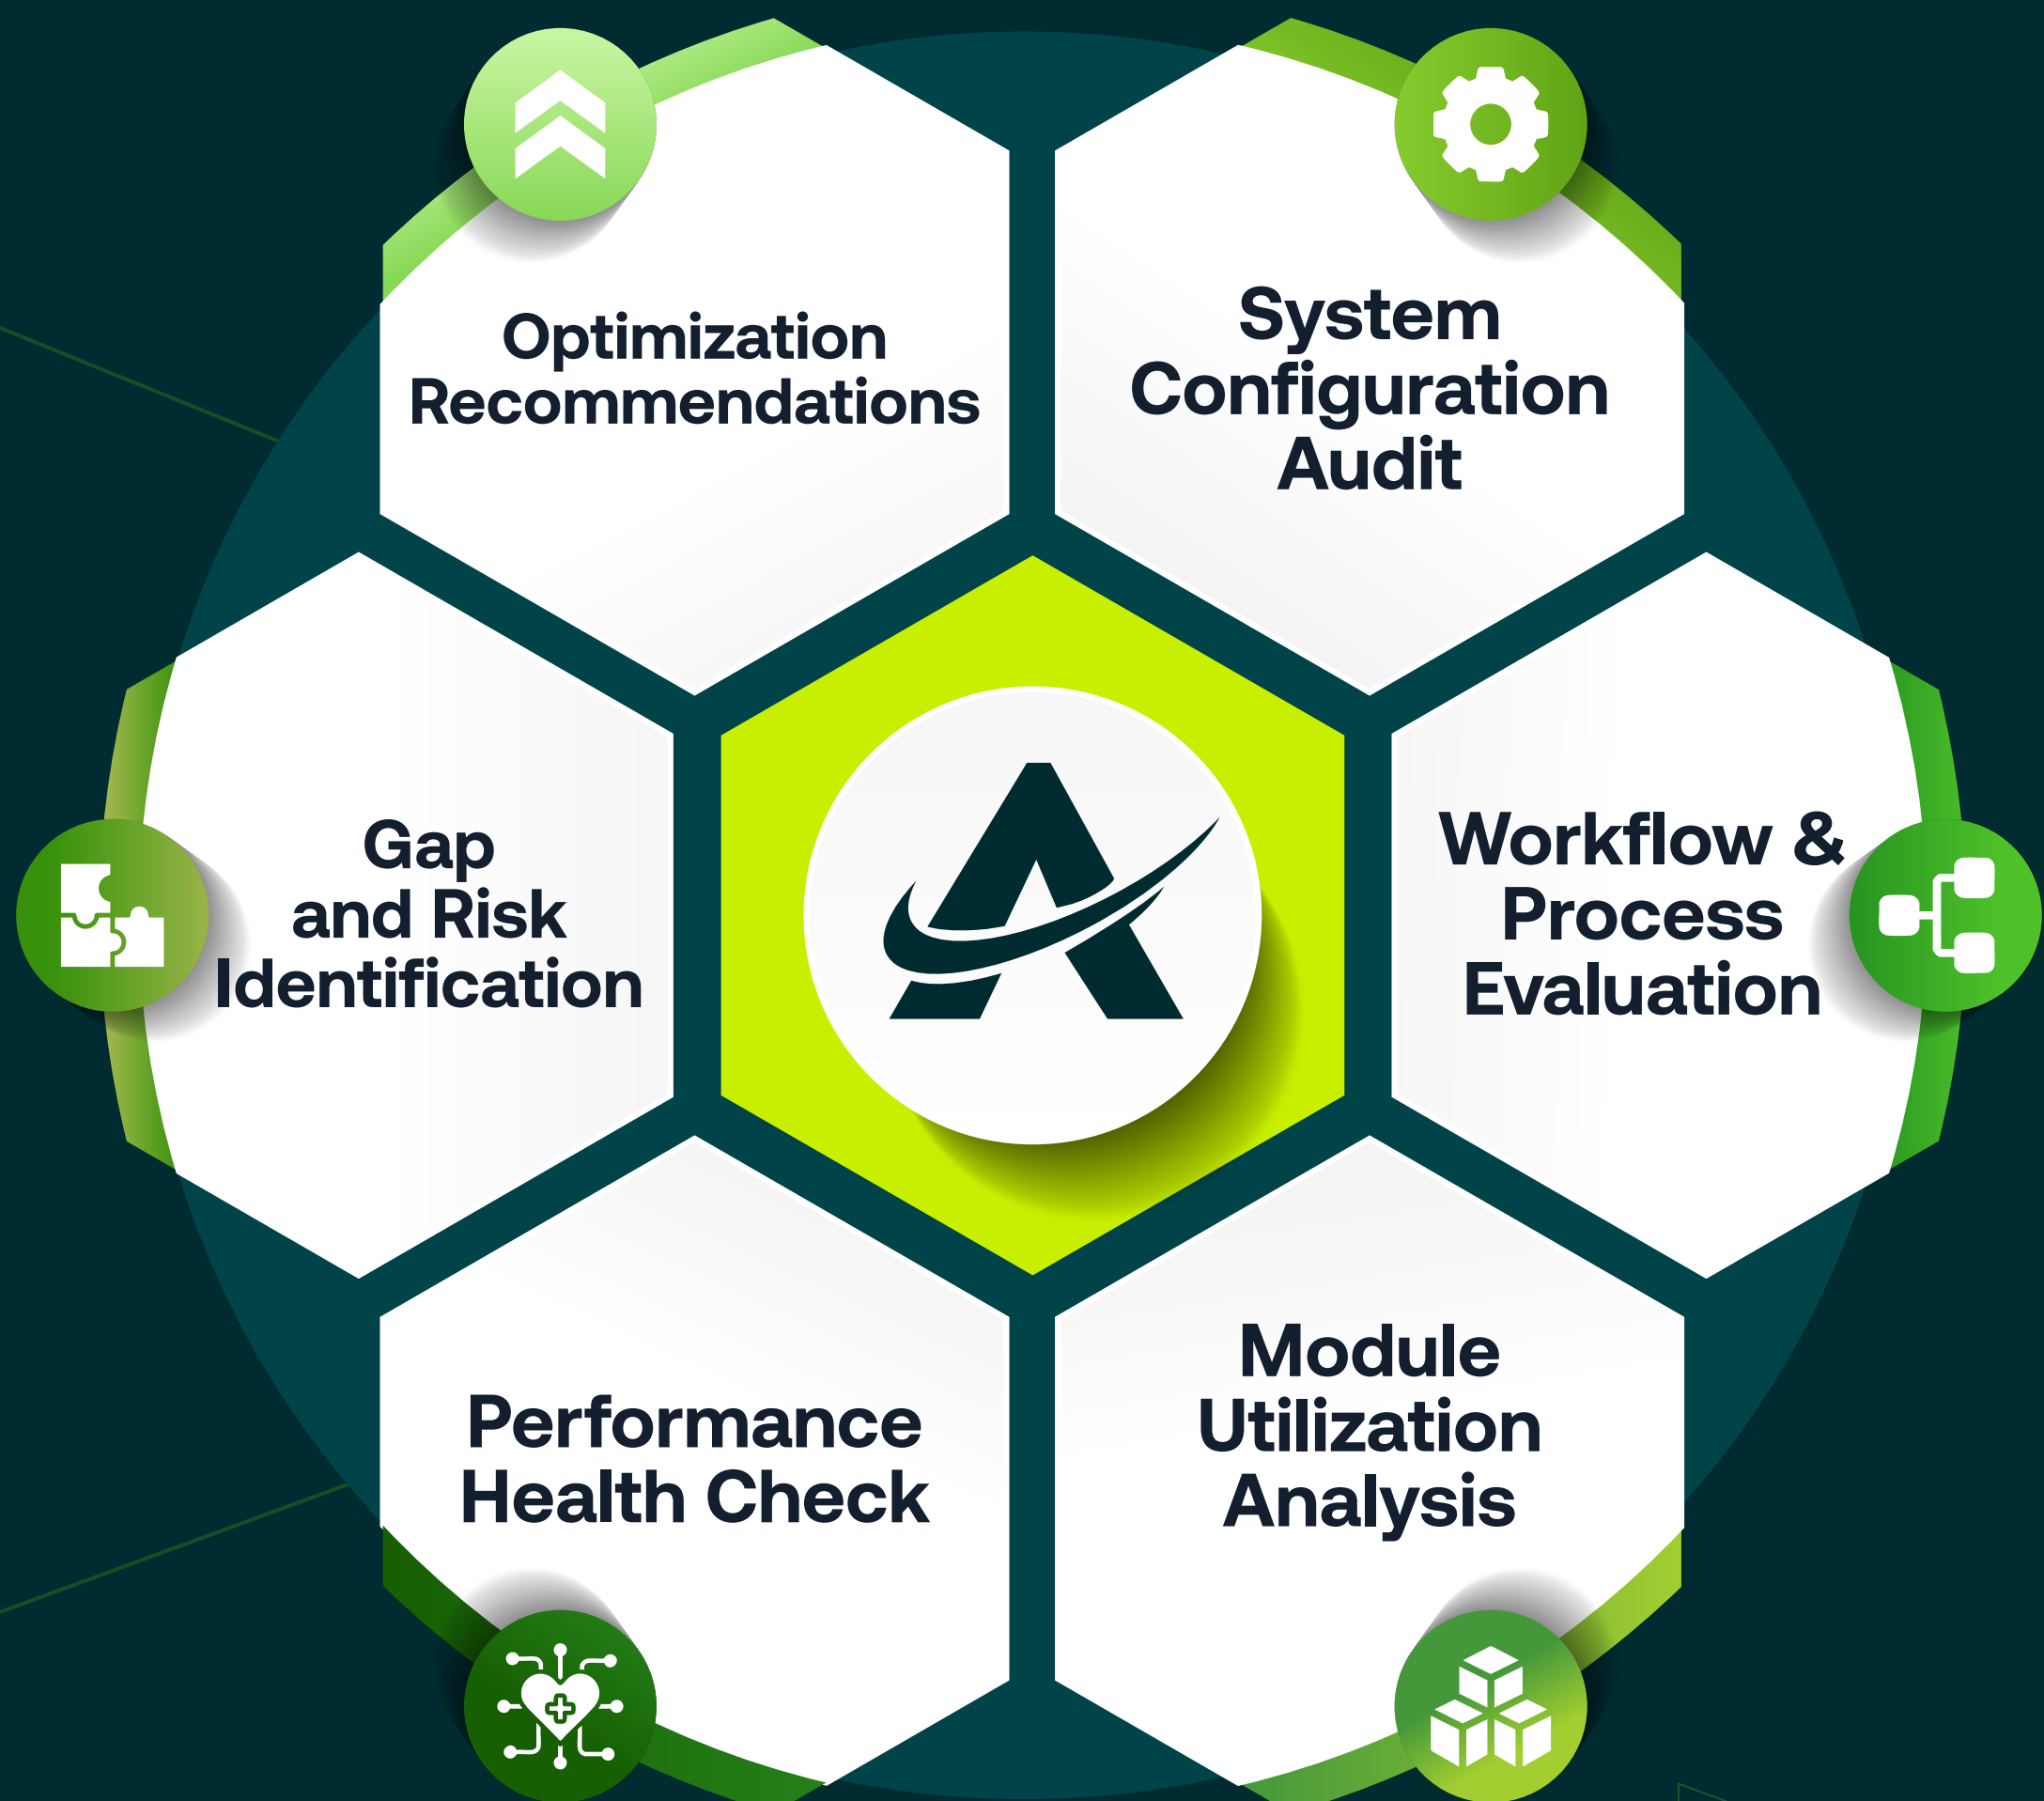 Optimization
Recommendations
System
Configuration
Audit
Gap
and Risk
Identification
Workflow &
Process
Evaluation
Performance
Health Check
Module
Utilization
Analysis